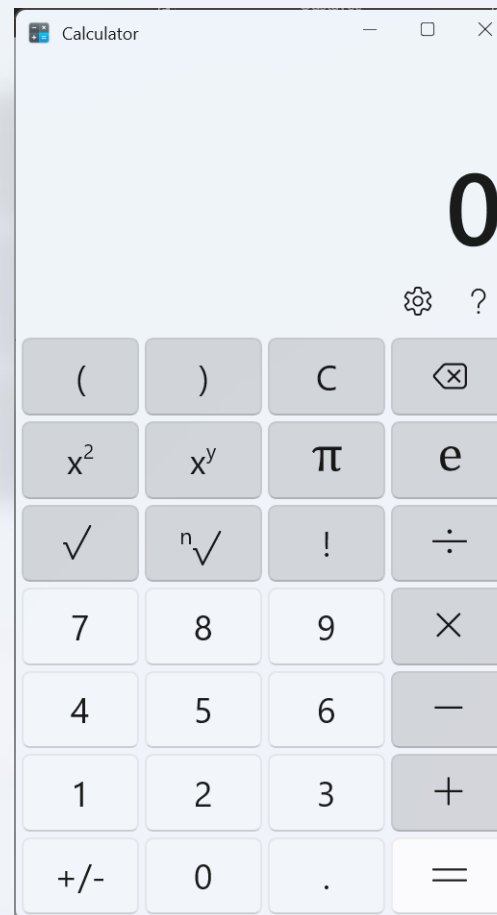 Calculator
0
?
( ) C
x² xʸ π e
√ ⁿ√ ! ÷
7 8 9 ×
4 5 6 −
1 2 3 +
+/- 0 . =